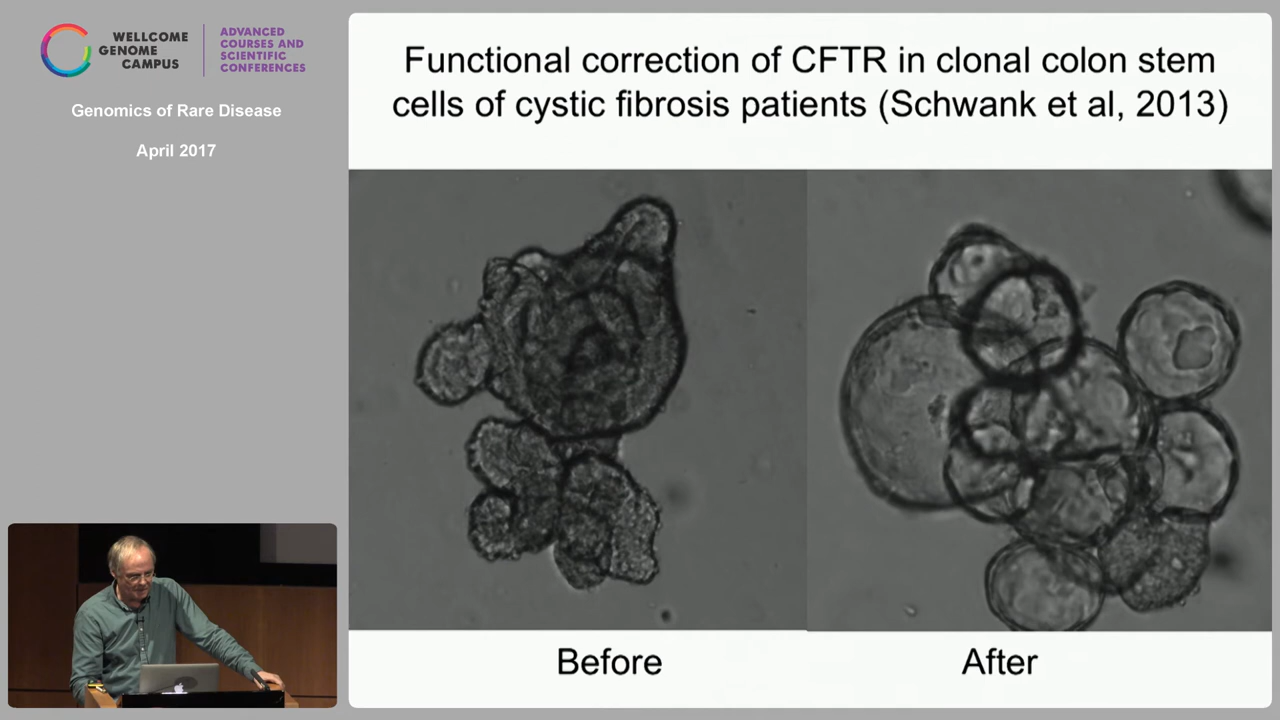 WELLCOME
GENOME
CAMPUS
ADVANCED
COURSES AND
SCIENTIFIC
CONFERENCES
Genomics of Rare Disease
April 2017
Functional correction of CFTR in clonal colon stem
cells of cystic fibrosis patients (Schwank et al, 2013)
Before
After